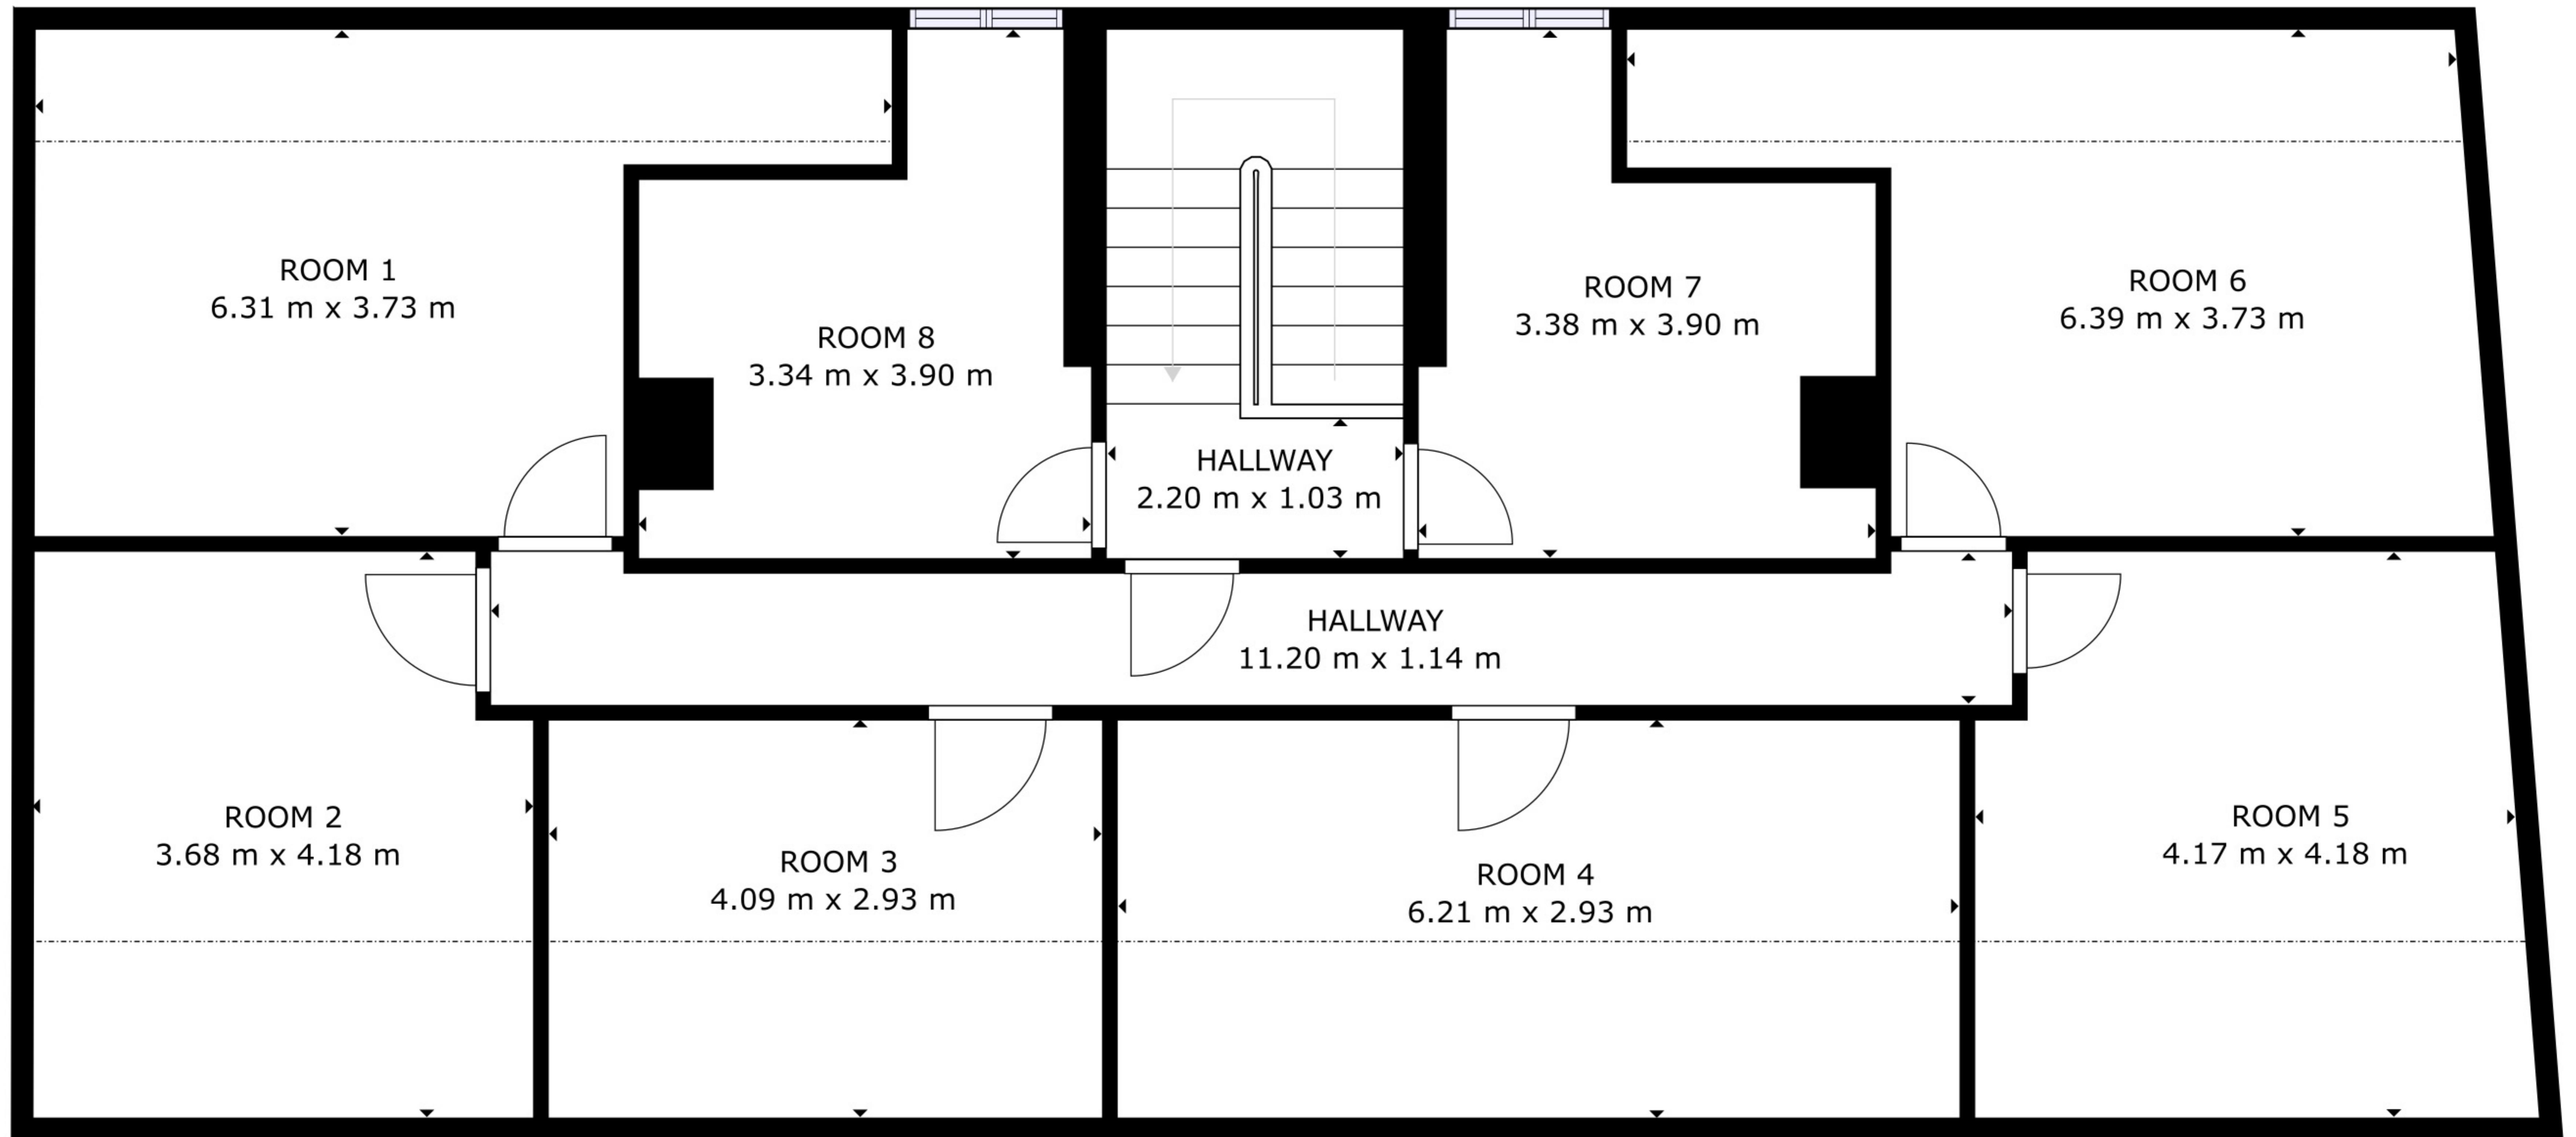 ROOM 1
6.31 m x 3.73 m
ROOM 8
3.34 m x 3.90 m
ROOM 7
3.38 m x 3.90 m
ROOM 6
6.39 m x 3.73 m
HALLWAY
2.20 m x 1.03 m
HALLWAY
11.20 m x 1.14 m
ROOM 2
3.68 m x 4.18 m
ROOM 3
4.09 m x 2.93 m
ROOM 4
6.21 m x 2.93 m
ROOM 5
4.17 m x 4.18 m